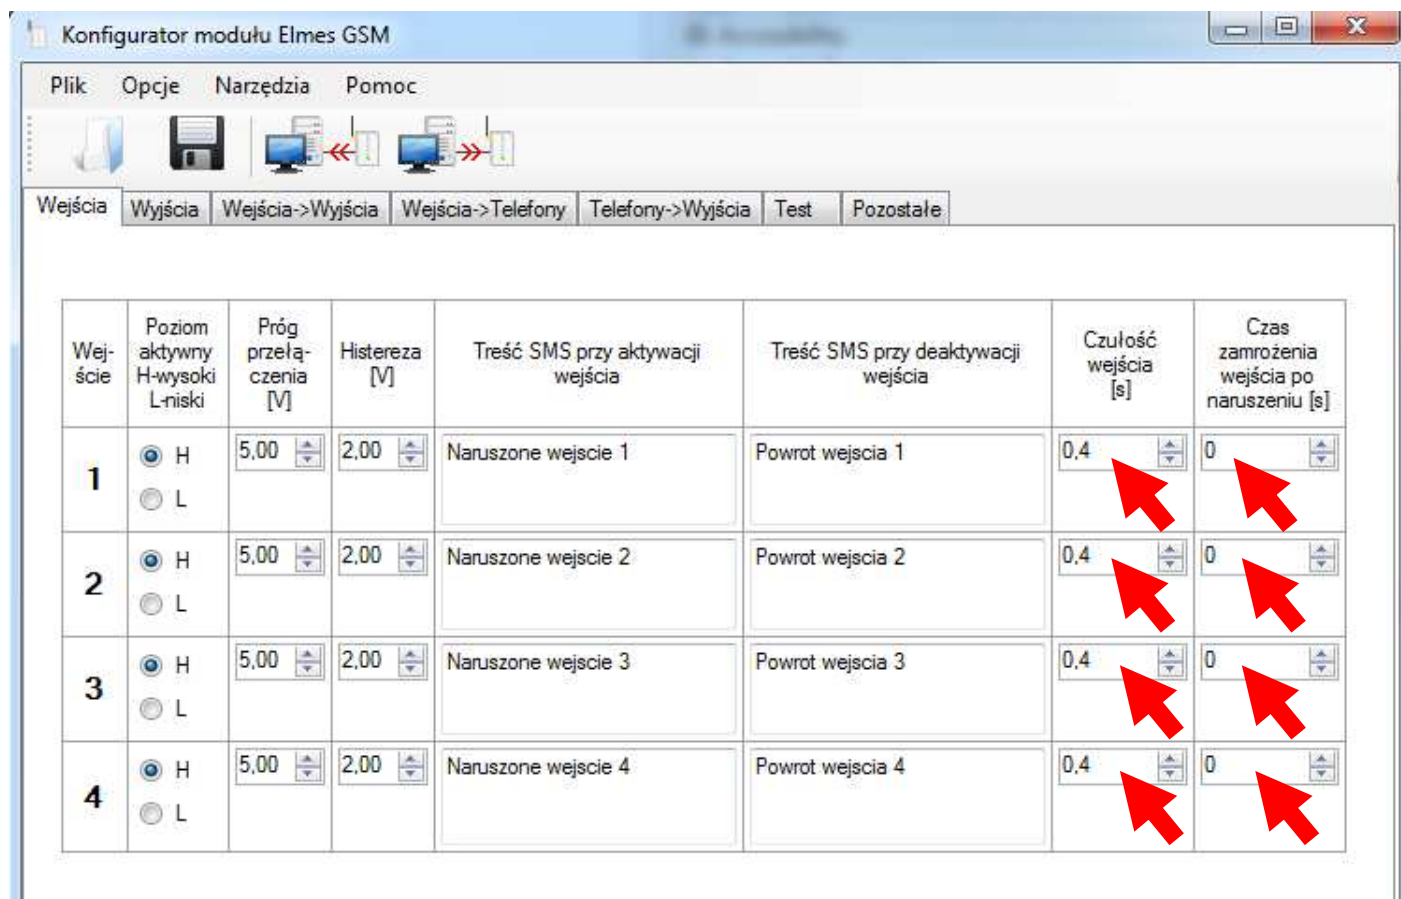 Konfigurator modułu Elmes GSM
Plik Opcje Narzędzia Pomoc
Wejścia Wyjścia Wejścia->Wyjścia Wejścia->Telefony Telefony->Wyjścia Test Pozostałe
Wej-
ście
Poziom
aktywny
H-wysoki
L-niski
Próg
przełą-
czenia
[V]
Histereza
[V]
Treść SMS przy aktywacji
wejścia
Treść SMS przy deaktywacji
wejścia
Czułość
wejścia
[s]
Czas
zamrożenia
wejścia po
naruszeniu [s]
1 H 5,00 2,00 Naruszone wejscie 1 Powrot wejscia 1 0,4 0
L
2 H 5,00 2,00 Naruszone wejscie 2 Powrot wejscia 2 0,4 0
L
3 H 5,00 2,00 Naruszone wejscie 3 Powrot wejscia 3 0,4 0
L
4 H 5,00 2,00 Naruszone wejscie 4 Powrot wejscia 4 0,4 0
L